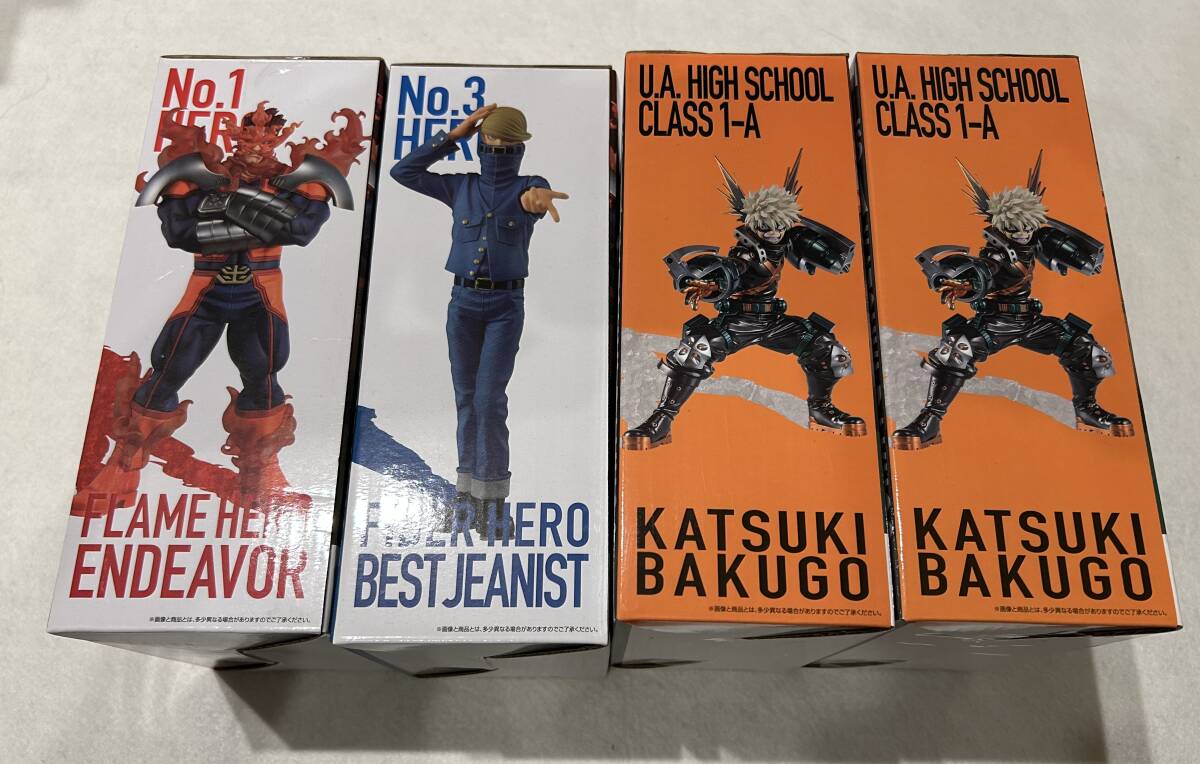 No.1
HERO
FLAME HERO
ENDEAVOR
※画像と商品とは、多少異なる場合がありますのでご了承ください。
No.3
HERO
FIBER HERO
BEST JEANIST
※画像と商品とは、多少異なる場合がありますのでご了承ください。
U.A. HIGH SCHOOL
CLASS 1-A
KATSUKI
BAKUGO
※画像と商品とは、多少異なる場合がありますのでご了承ください。
U.A. HIGH SCHOOL
CLASS 1-A
KATSUKI
BAKUGO
※画像と商品とは、多少異なる場合がありますのでご了承ください。